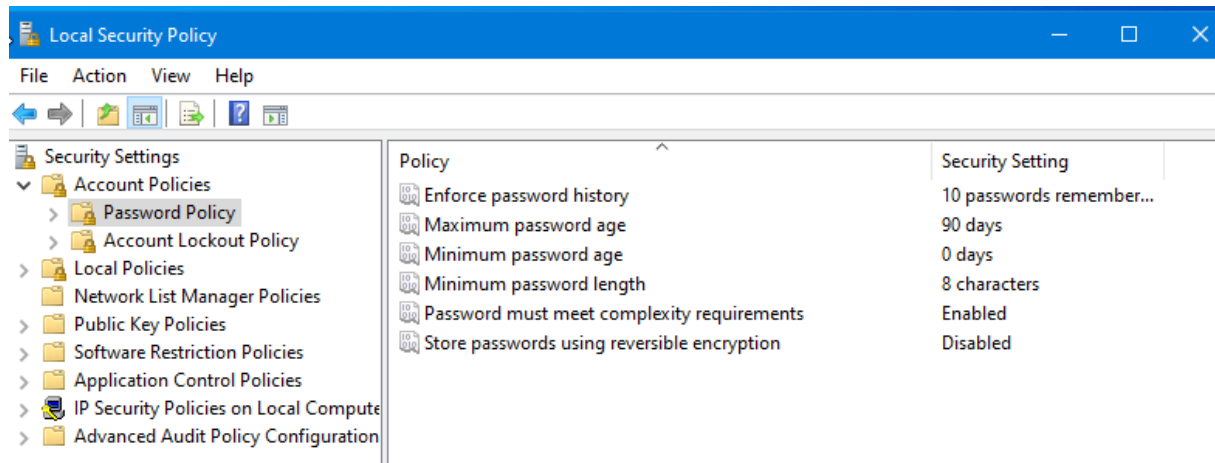 Local Security Policy
File Action View Help
Security Settings
Account Policies
Password Policy
Account Lockout Policy
Local Policies
Network List Manager Policies
Public Key Policies
Software Restriction Policies
Application Control Policies
IP Security Policies on Local Compute
Advanced Audit Policy Configuration
Policy Security Setting
Enforce password history 10 passwords remember...
Maximum password age 90 days
Minimum password age 0 days
Minimum password length 8 characters
Password must meet complexity requirements Enabled
Store passwords using reversible encryption Disabled